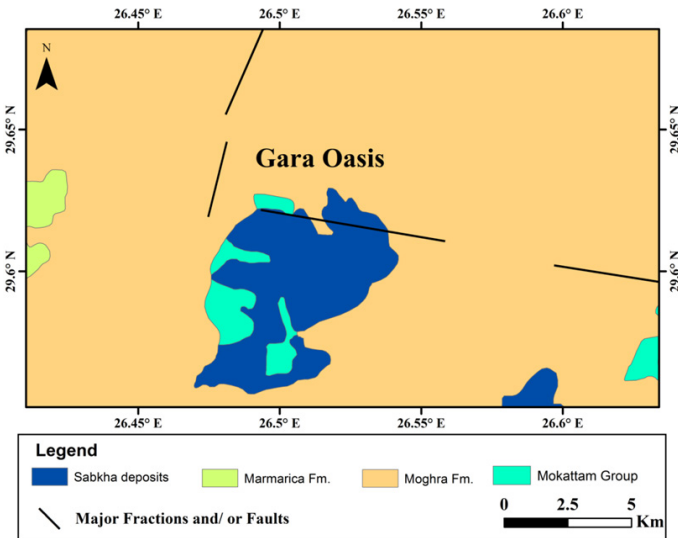 26.45° E 26.5° E 26.55° E 26.6° E
N
29.65° N 29.65° N
Gara Oasis
29.6° N 29.6° N
26.45° E 26.5° E 26.55° E 26.6° E
Legend
Sabkha deposits Marmarica Fm. Moghra Fm. Mokattam Group
Major Fractions and/ or Faults
0 2.5 5
Km